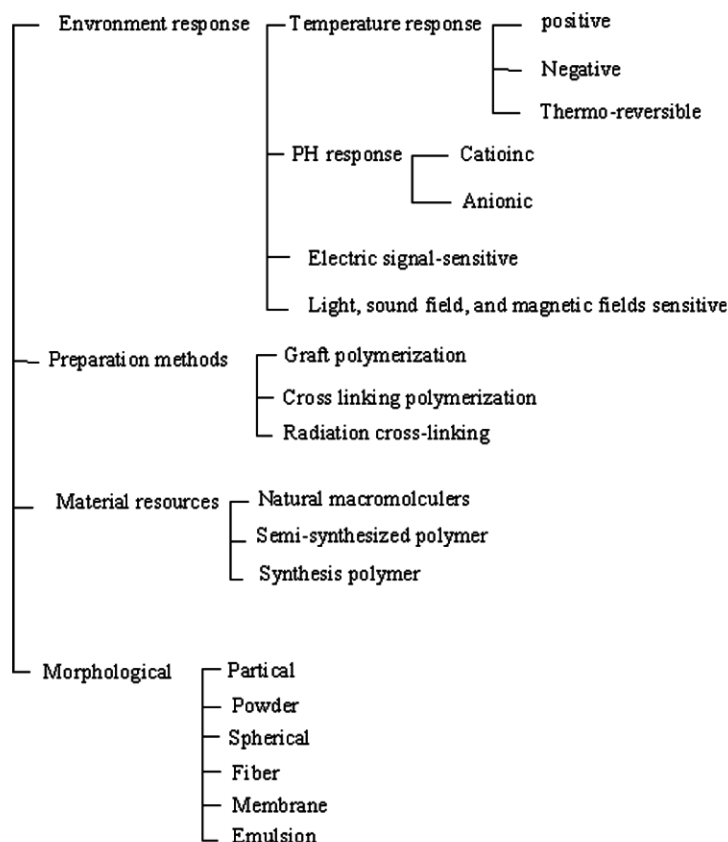 Envronment response
Temperature response
positive
Negative
Thermo-reversible
PH response
Catioinc
Anionic
Electric signal-sensitive
Light, sound field, and magnetic fields sensitive
Preparation methods
Graft polymerization
Cross linking polymerization
Radiation cross-linking
Material resources
Natural macromolculers
Semi-synthesized polymer
Synthesis polymer
Morphological
Partical
Powder
Spherical
Fiber
Membrane
Emulsion